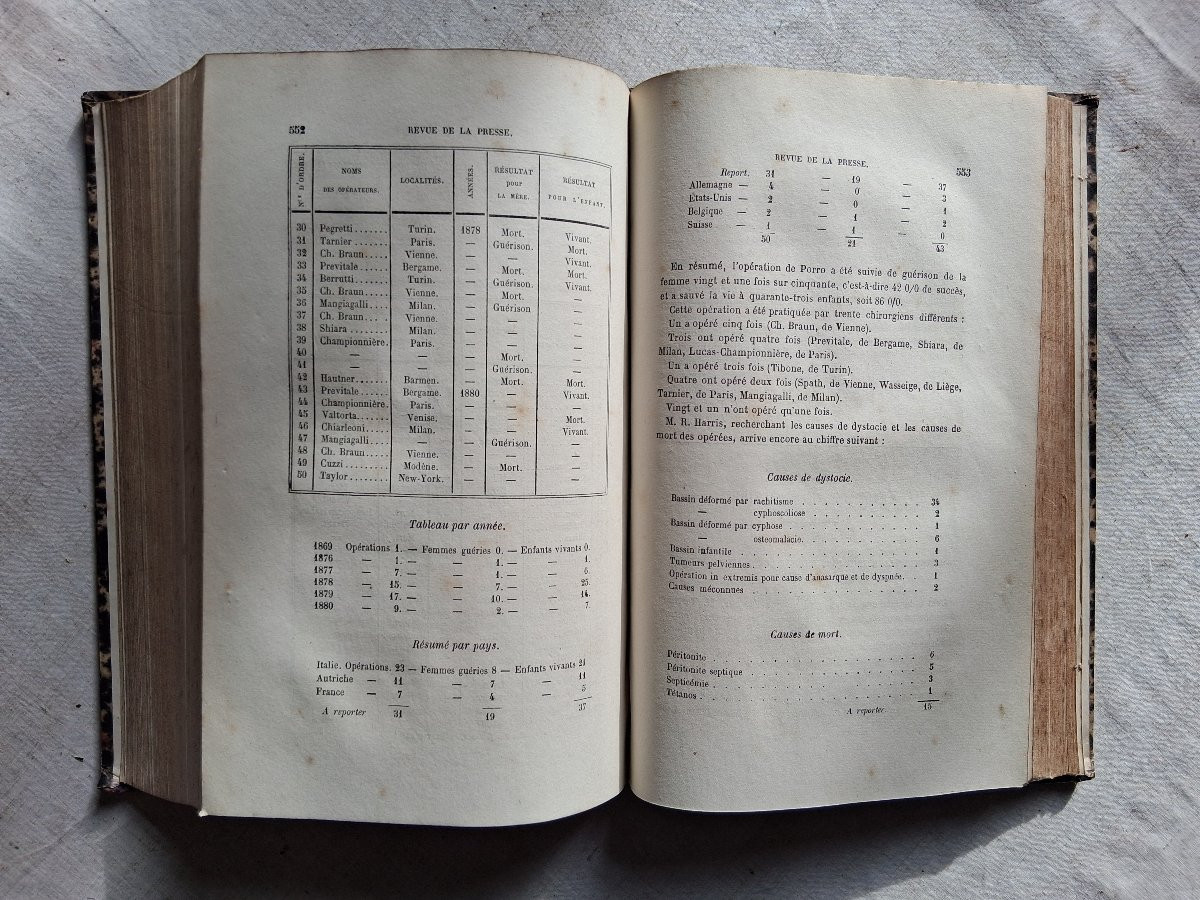 552
REVUE DE LA PRESSE.
Nos D'ORDRE. NOMS DES OPÉRATEURS. LOCALITÉS. ANNÉES. RÉSULTAT pour LA MÈRE. RÉSULTAT POUR L'ENFANT.
30 Pegretti....... Turin. 1878 Mort. Vivant.
31 Tarnier....... Paris. — Guérison. Mort.
32 Ch. Braun..... Vienne. — — Vivant.
33 Previtale...... Bergame. — Mort. Mort.
34 Berrutti....... Turin. — Guérison. Vivant.
35 Ch. Braun..... Vienne. — Mort. —
36 Mangiagalli.... Milan. — Guérison —
37 Ch. Braun.... Vienne. — — —
38 Shiara ........ Milan. — — —
39 Championnière. Paris. — — —
40 — — — Mort. —
41 — — — Guérison. —
42 Hautner....... Barmen. — Mort. Mort.
43 Previtale...... Bergame. 1880 — Vivant.
44 Championnière. Paris. — — —
45 Valtorta....... Venise. — — Mort.
46 Chiarleoni..... Milan. — — Vivant.
47 Mangiagalli.... — — Guérison. —
48 Ch. Braun..... Vienne. — — —
49 Cuzzi......... Modène. — Mort. —
50 Taylor........ New-York. — — —
Tableau par année.
1869 Opérations 1. — Femmes guéries 0. — Enfants vivants 0.
1876 — 1. — — 1. — — 1.
1877 — 7. — — 1. — — 6.
1878 — 15. — — 7. — — 25.
1879 — 17. — — 10. — — 14.
1880 — 9. — — 2. — — 7.
Résumé par pays.
Italie. Opérations. 23 — Femmes guéries 8 — Enfants vivants 21
Autriche — 11 — 7 — 11
France — 7 — 4 — 5
A reporter 31 19 37
REVUE DE LA PRESSE. 553
Report. 31 — 19 — 37
Allemagne — 4 — 0 — 3
États-Unis — 2 — 0 — 1
Belgique — 2 — 1 — 2
Suisse — 1 — 1 — 0
50 21 43
En résumé, l'opération de Porro a été suivie de guérison de la
femme vingt et une fois sur cinquante, c'est-à-dire 42 0/0 de succès,
et a sauvé la vie à quarante-trois enfants, soit 86 0/0.
Cette opération a été pratiquée par trente chirurgiens différents :
Un a opéré cinq fois (Ch. Braun, de Vienne).
Trois ont opéré quatre fois (Previtale, de Bergame, Shiara, de
Milan, Lucas-Championnière, de Paris).
Un a opéré trois fois (Tibone, de Turin).
Quatre ont opéré deux fois (Spath, de Vienne, Wasseige, de Liège,
Tarnier, de Paris, Mangiagalli, de Milan).
Vingt et un n'ont opéré qu'une fois.
M. R. Harris, recherchant les causes de dystocie et les causes de
mort des opérées, arrive encore au chiffre suivant :
Causes de dystocie.
Bassin déformé par rachitisme . . . . . . . . . . 34
— cyphoscoliose . . . . . . . . . 2
Bassin déformé par cyphose . . . . . . . . . . . 1
— osteomalacie. . . . . . . . . . 6
Bassin infantile . . . . . . . . . . . . . . . 1
Tumeurs pelviennes. . . . . . . . . . . . . . 3
Opération in extremis pour cause d'anasarque et de dyspnée. 1
Causes méconnues . . . . . . . . . . . . . . 2
Causes de mort.
Péritonite . . . . . . . . . . . . . . . . 6
Péritonite septique . . . . . . . . . . . . . 5
Septicémie . . . . . . . . . . . . . . . . 3
Tétanos . . . . . . . . . . . . . . . . . 1
A reporter. 15